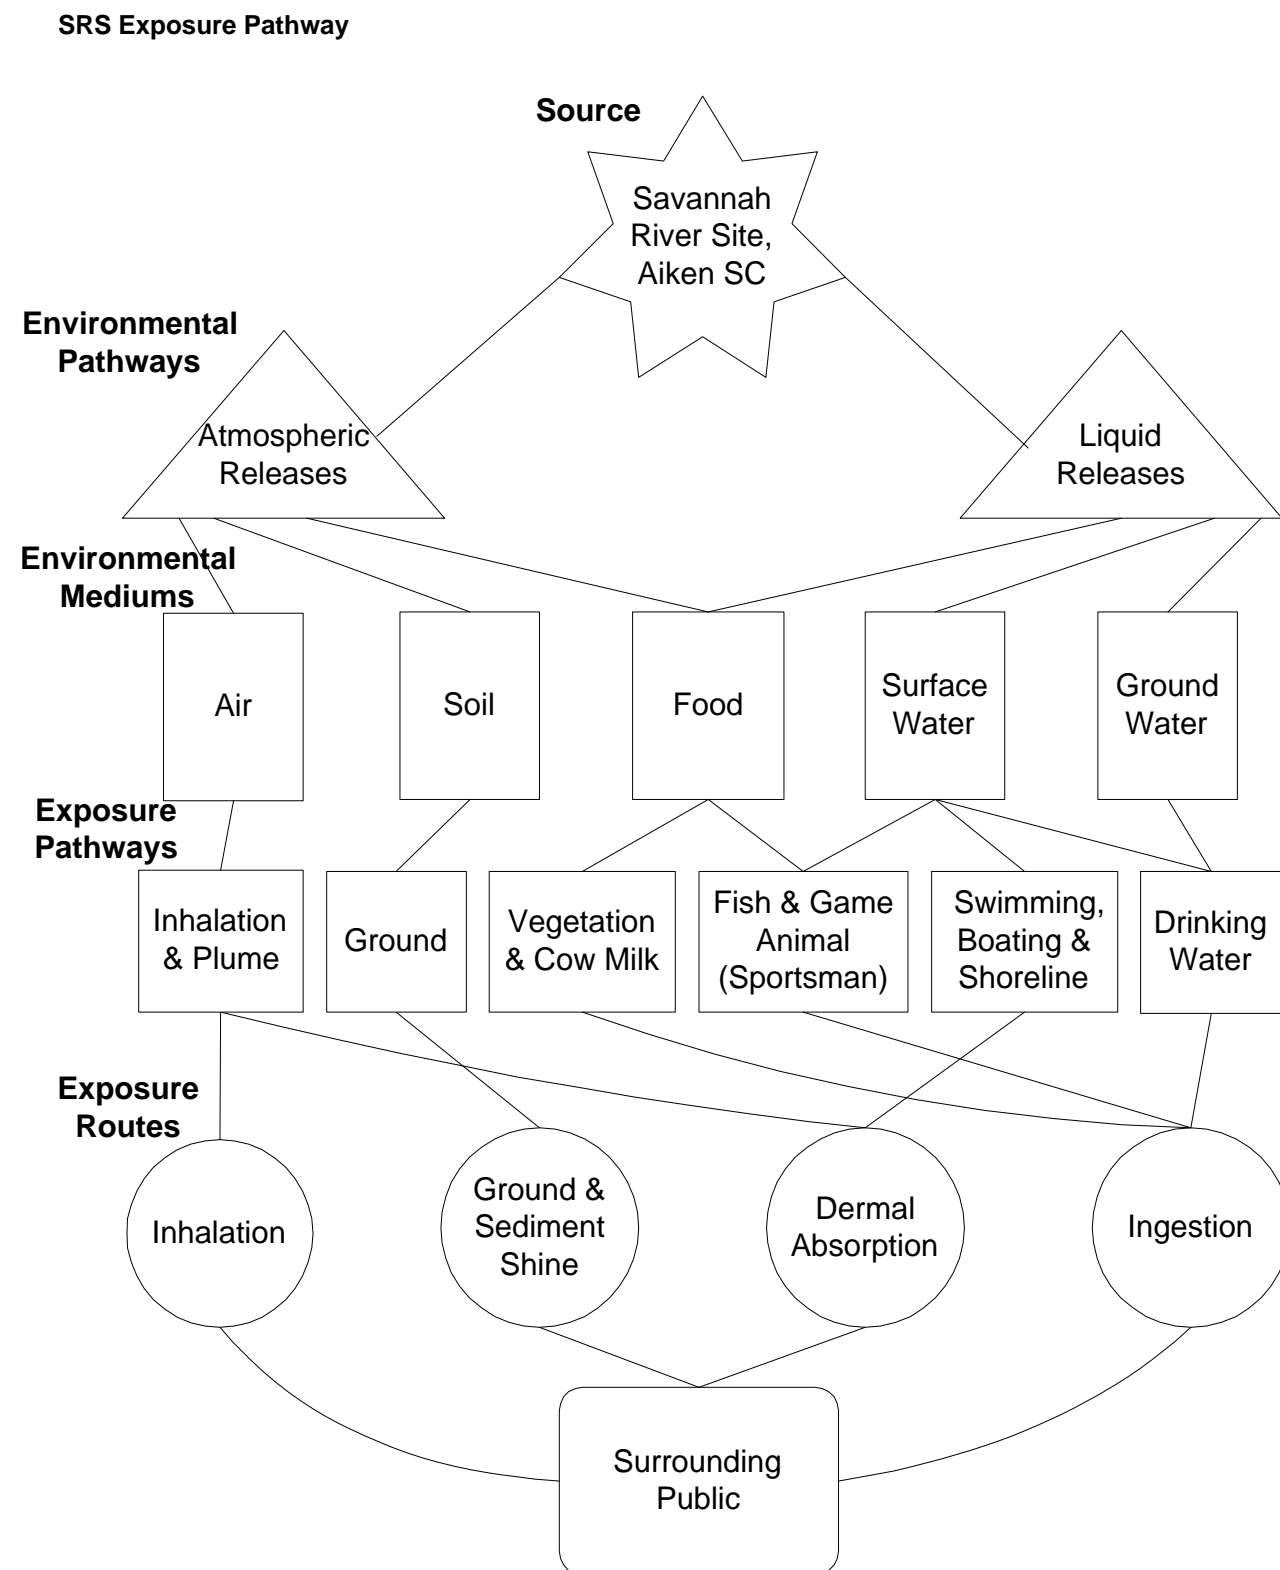 SRS Exposure Pathway
Source
Savannah
River Site,
Aiken SC
Environmental
Pathways
Atmospheric
Releases
Liquid
Releases
Environmental
Mediums
Air
Soil
Food
Surface
Water
Ground
Water
Exposure
Pathways
Inhalation
& Plume
Ground
Vegetation
& Cow Milk
Fish & Game
Animal
(Sportsman)
Swimming,
Boating &
Shoreline
Drinking
Water
Exposure
Routes
Inhalation
Ground &
Sediment
Shine
Dermal
Absorption
Ingestion
Surrounding
Public